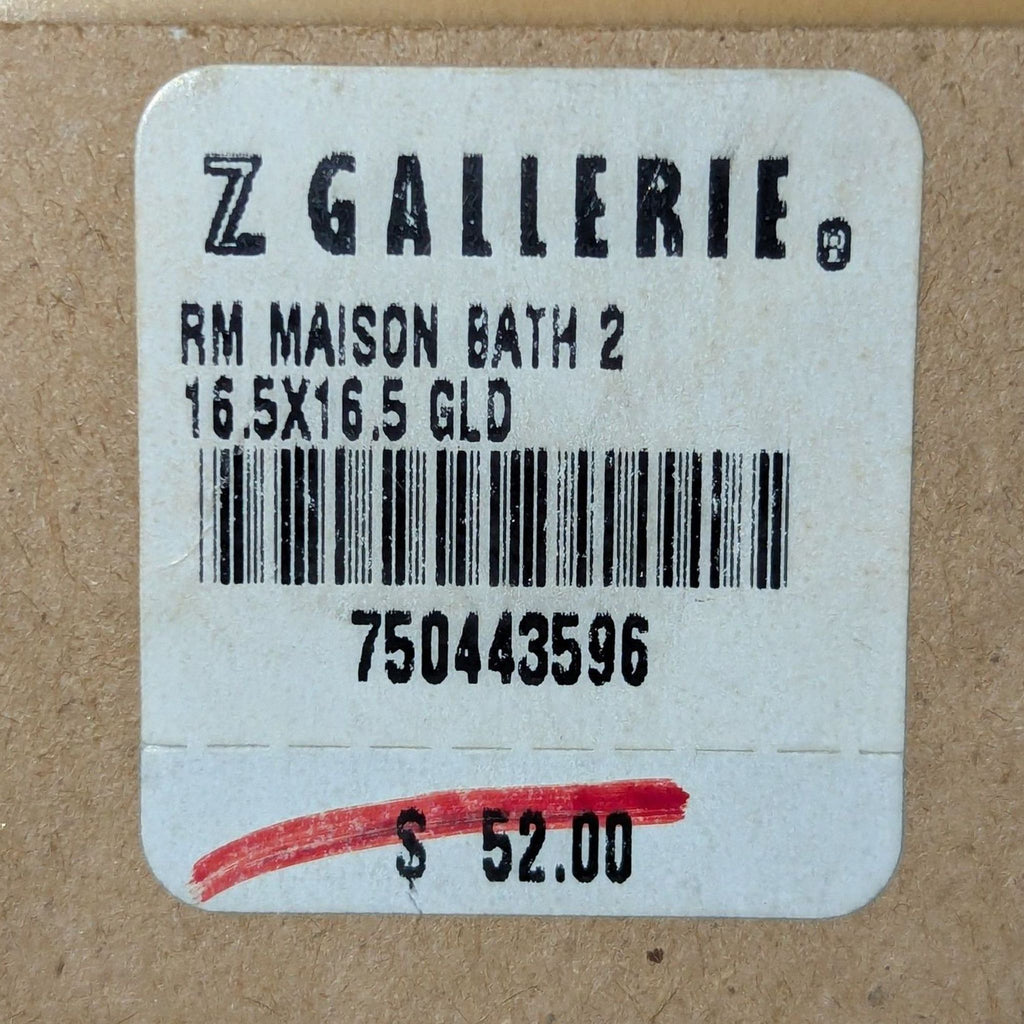 Z GALLERIE®
RM MAISON BATH 2
16.5X16.5 GLD
750443596
$ 52.00